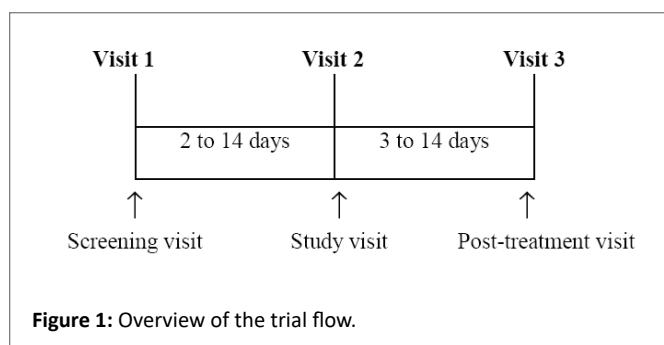 Visit 1 Visit 2 Visit 3
2 to 14 days 3 to 14 days
Screening visit Study visit Post-treatment visit
Figure 1: Overview of the trial flow.